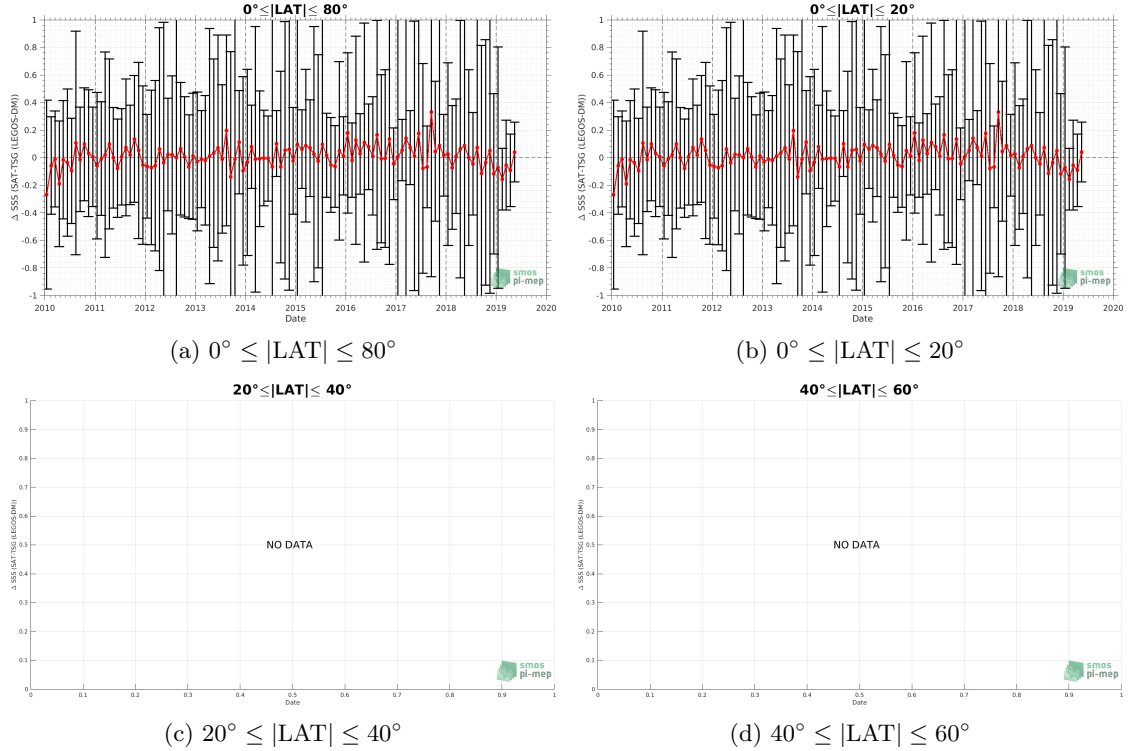 0°≤|LAT|≤ 80°
Δ SSS (SAT-TSG (LEGOS-DM))
1
0.8
0.6
0.4
0.2
0
-0.2
-0.4
-0.6
-0.8
-1
2010 2011 2012 2013 2014 2015 2016 2017 2018 2019 2020
Date
smos
pi-mep
(a) 0° ≤ |LAT| ≤ 80°
0°≤|LAT|≤ 20°
Δ SSS (SAT-TSG (LEGOS-DM))
1
0.8
0.6
0.4
0.2
0
-0.2
-0.4
-0.6
-0.8
-1
2010 2011 2012 2013 2014 2015 2016 2017 2018 2019 2020
Date
smos
pi-mep
(b) 0° ≤ |LAT| ≤ 20°
20°≤|LAT|≤ 40°
Δ SSS (SAT-TSG (LEGOS-DM))
1
0.9
0.8
0.7
0.6
0.5
0.4
0.3
0.2
0.1
0
NO DATA
0 0.1 0.2 0.3 0.4 0.5 0.6 0.7 0.8 0.9 1
Date
smos
pi-mep
(c) 20° ≤ |LAT| ≤ 40°
40°≤|LAT|≤ 60°
Δ SSS (SAT-TSG (LEGOS-DM))
1
0.9
0.8
0.7
0.6
0.5
0.4
0.3
0.2
0.1
0
NO DATA
0 0.1 0.2 0.3 0.4 0.5 0.6 0.7 0.8 0.9 1
Date
smos
pi-mep
(d) 40° ≤ |LAT| ≤ 60°